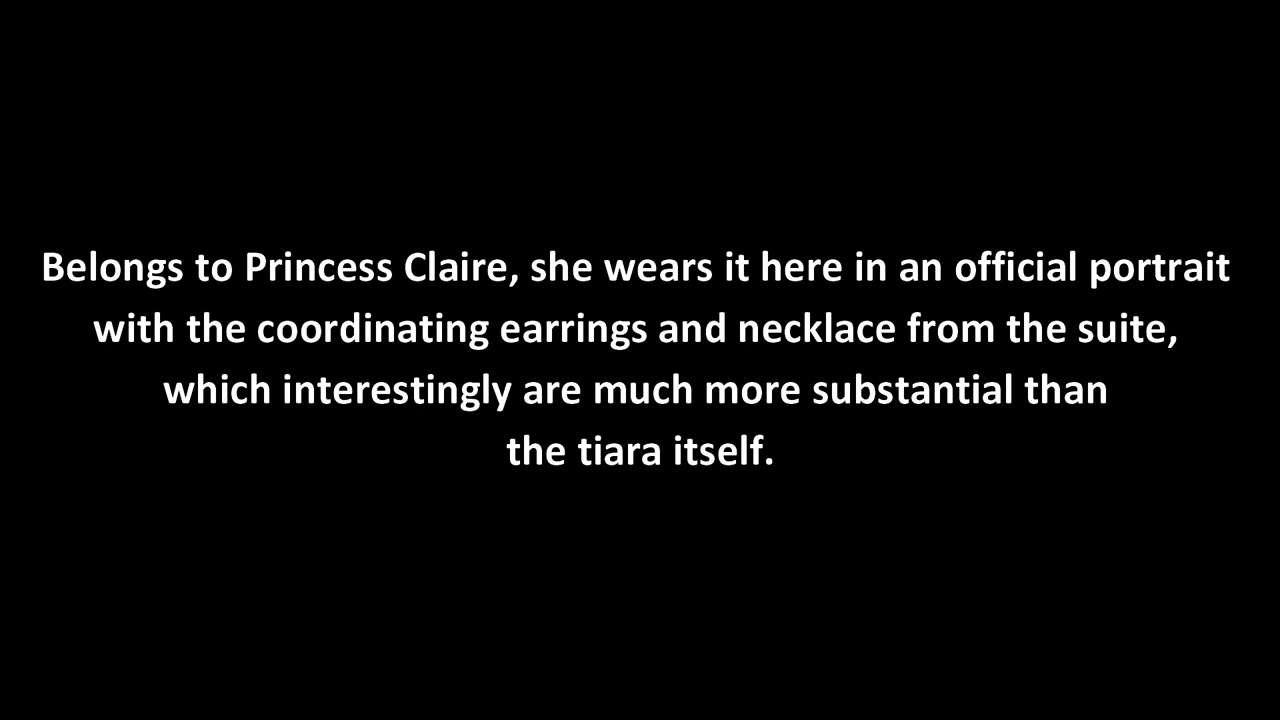 Belongs to Princess Claire, she wears it here in an official portrait
with the coordinating earrings and necklace from the suite,
which interestingly are much more substantial than
the tiara itself.